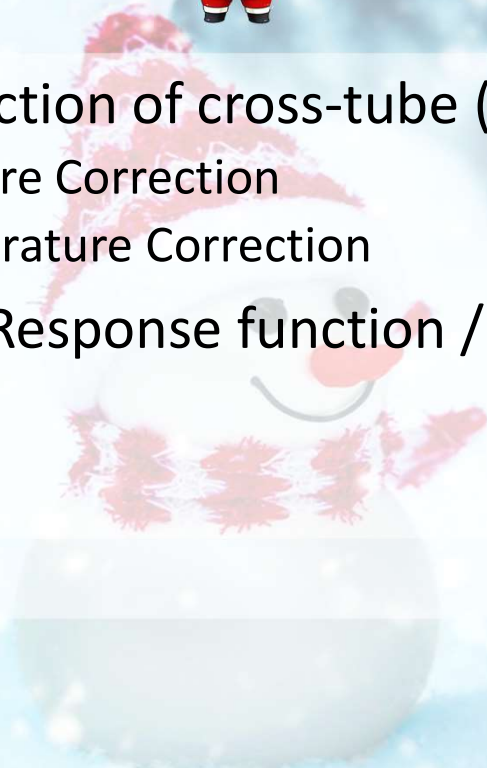 ction of cross-tube (
re Correction
rature Correction
Response function /